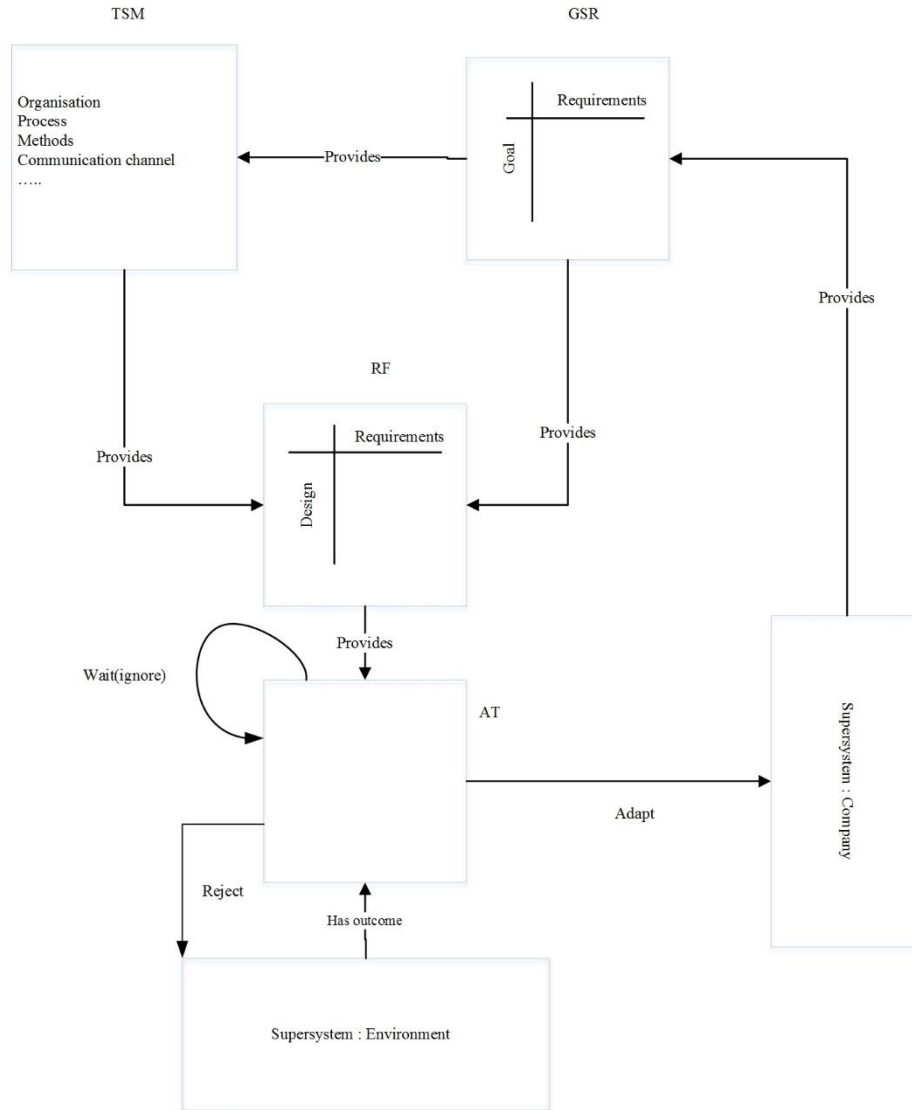 TSM
GSR
Organisation
Process
Methods
Communication channel
…..
Requirements
Goal
Provides
Provides
RF
Requirements
Design
Provides
Provides
Provides
Wait(ignore)
AT
Adapt
Supersystem : Company
Reject
Has outcome
Supersystem : Environment